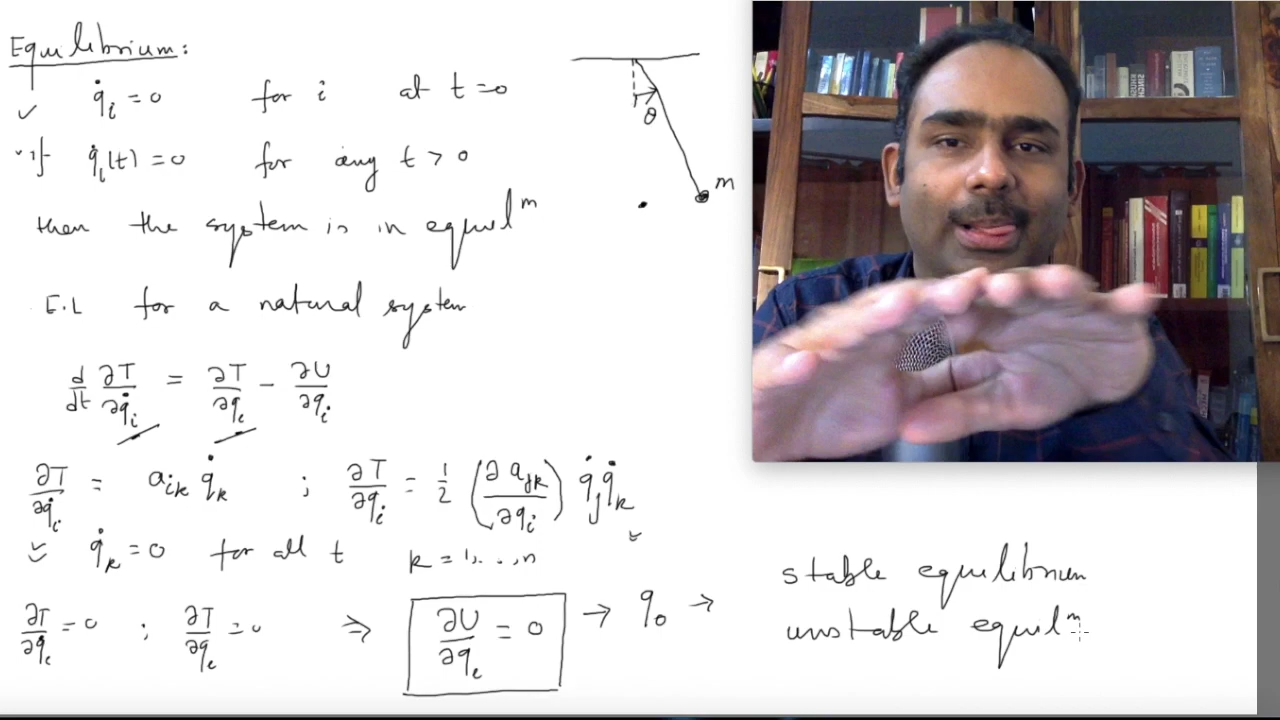 Equilibrium:
q̇ᵢ = 0 for i at t = 0
θ
if q̇ᵢ(t) = 0 for any t > 0
m
then the system is in equilᵐ
E.L for a natural system
d/dt ∂T/∂q̇ᵢ = ∂T/∂qᵢ - ∂U/∂qᵢ
∂T/∂q̇ᵢ = aᵢₖ q̇ₖ ; ∂T/∂qᵢ = 1/2 (∂aⱼₖ/∂qᵢ) q̇ⱼ q̇ₖ
q̇ₖ = 0 for all t k = 1, . . , n
∂T/∂q̇ᵢ = 0 ; ∂T/∂qᵢ = 0 ⇒ ∂U/∂qᵢ = 0 → q₀ →
stable equilibrium
unstable equilᵐ